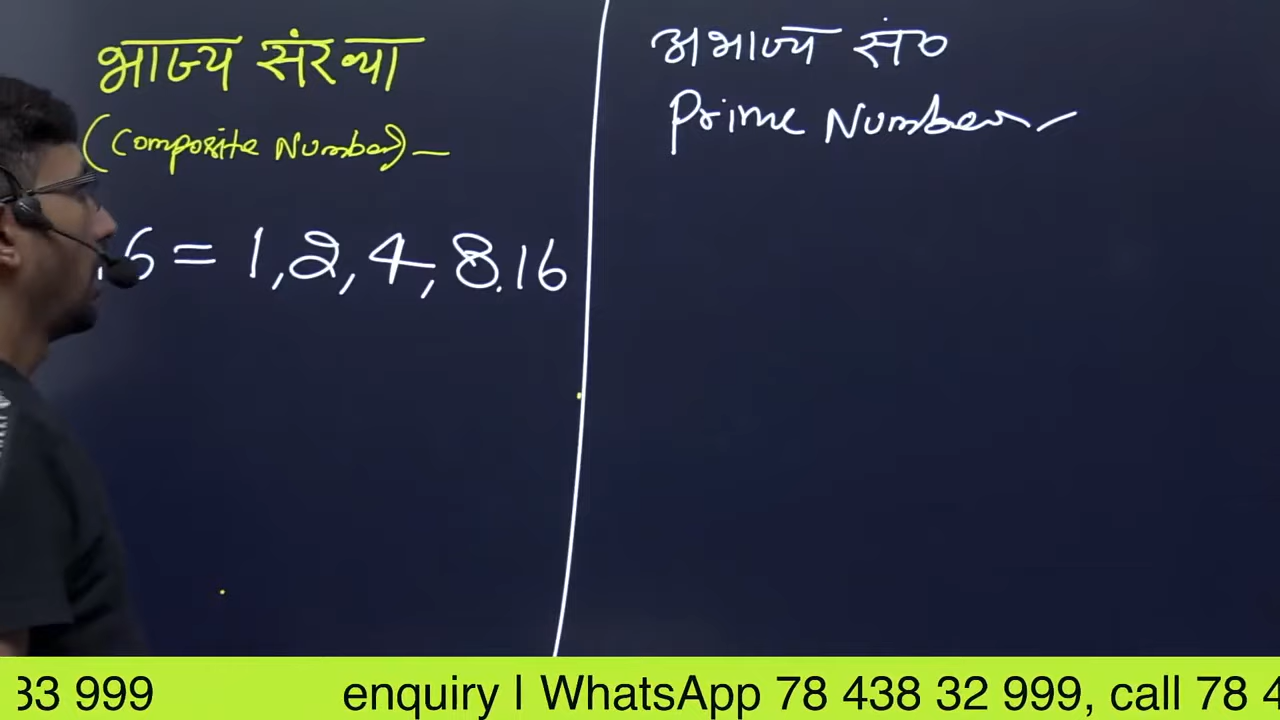 भाज्य संख्या
(Composite Number) —
6 = 1, 2, 4, 8, 16
अभाज्य सं०
Prime Number
33 999 enquiry | WhatsApp 78 438 32 999, call 78 4